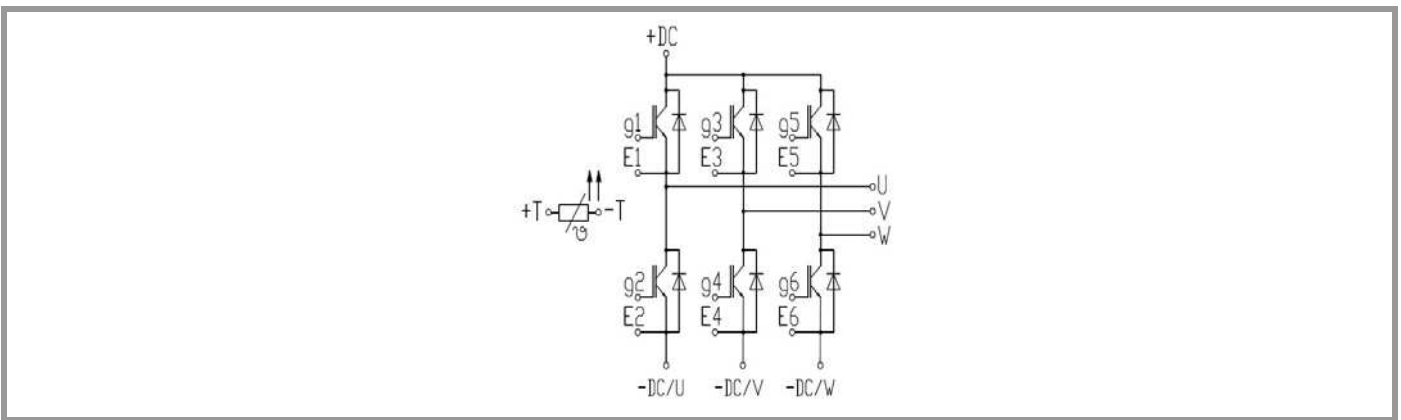 +DC
g1 g3 g5
E1 E3 E5
U
+T -T
V
ϑ
W
g2 g4 g6
E2 E4 E6
-DC/U -DC/V -DC/W